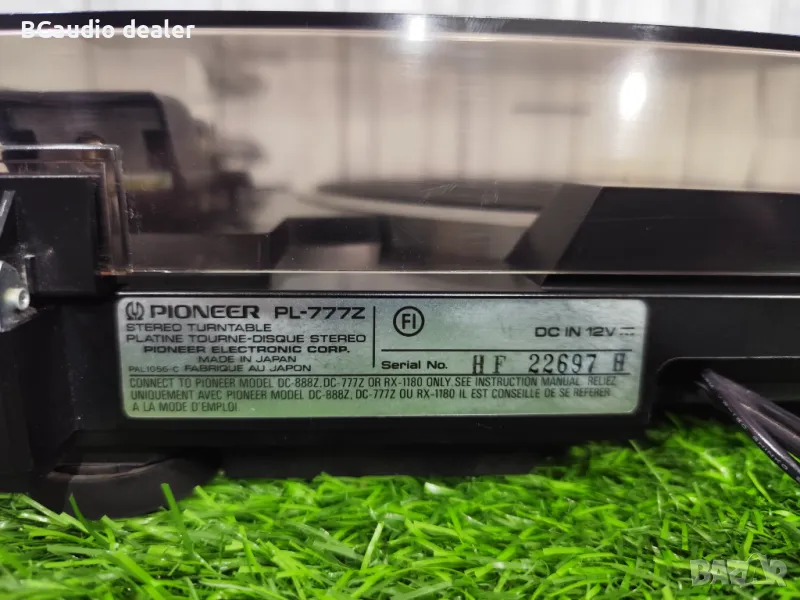 BCaudio dealer
PIONEER PL-777Z
STEREO TURNTABLE
PLATINE TOURNE-DISQUE STEREO
PIONEER ELECTRONIC CORP.
MADE IN JAPAN
PAL1056-C FABRIQUE AU JAPON
FI
DC IN 12V
Serial No. HF 22697 H
CONNECT TO PIONEER MODEL DC-888Z, DC-777Z OR RX-1180 ONLY. SEE INSTRUCTION MANUAL. RELIEZ
UNIQUEMENT AVEC PIONEER MODEL DC-888Z, DC-777Z OU RX-1180 IL EST CONSEILLE DE SE REFERER
A LA MODE D'EMPLOI
BAZAR